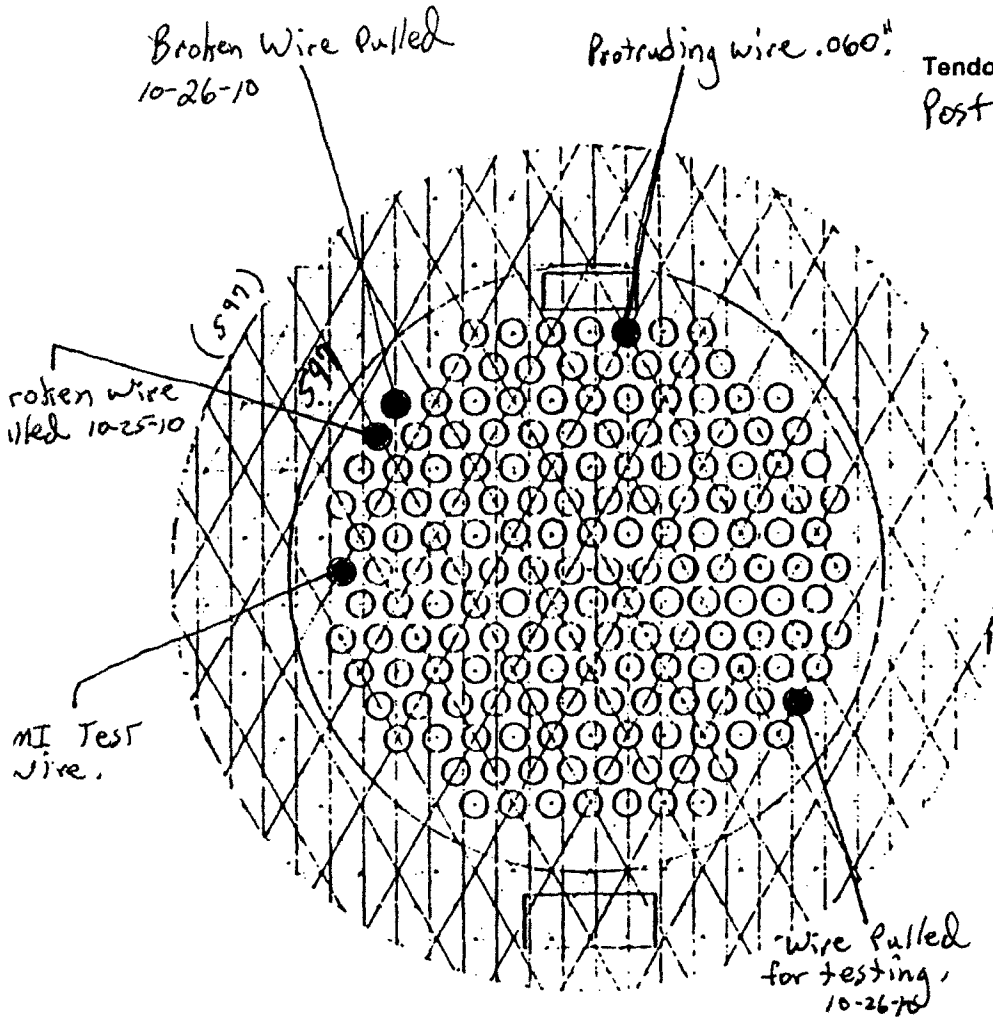 Broken Wire Pulled
10-26-10
Protruding wire .060"
Tendo
Post
(597)
597
roken wire
lled 10-25-10
MI Test
wire.
Wire Pulled
for testing.
10-26-10